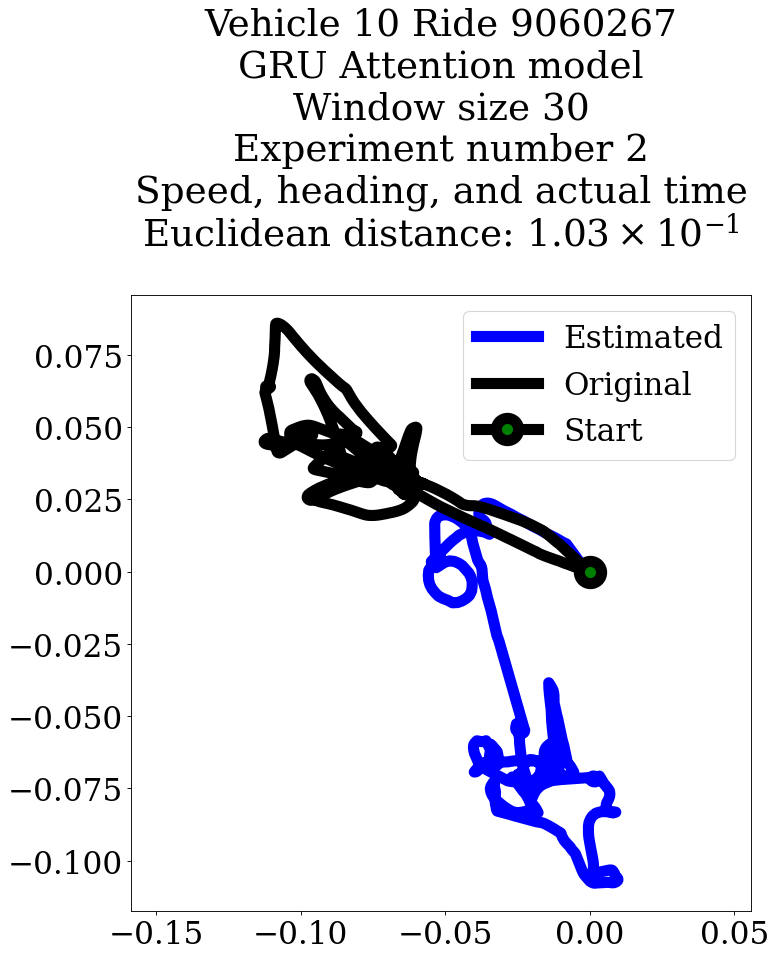 Vehicle 10 Ride 9060267
GRU Attention model
Window size 30
Experiment number 2
Speed, heading, and actual time
Euclidean distance: 1.03 × 10⁻¹
Estimated
Original
Start
0.075
0.050
0.025
0.000
−0.025
−0.050
−0.075
−0.100
−0.15 −0.10 −0.05 0.00 0.05